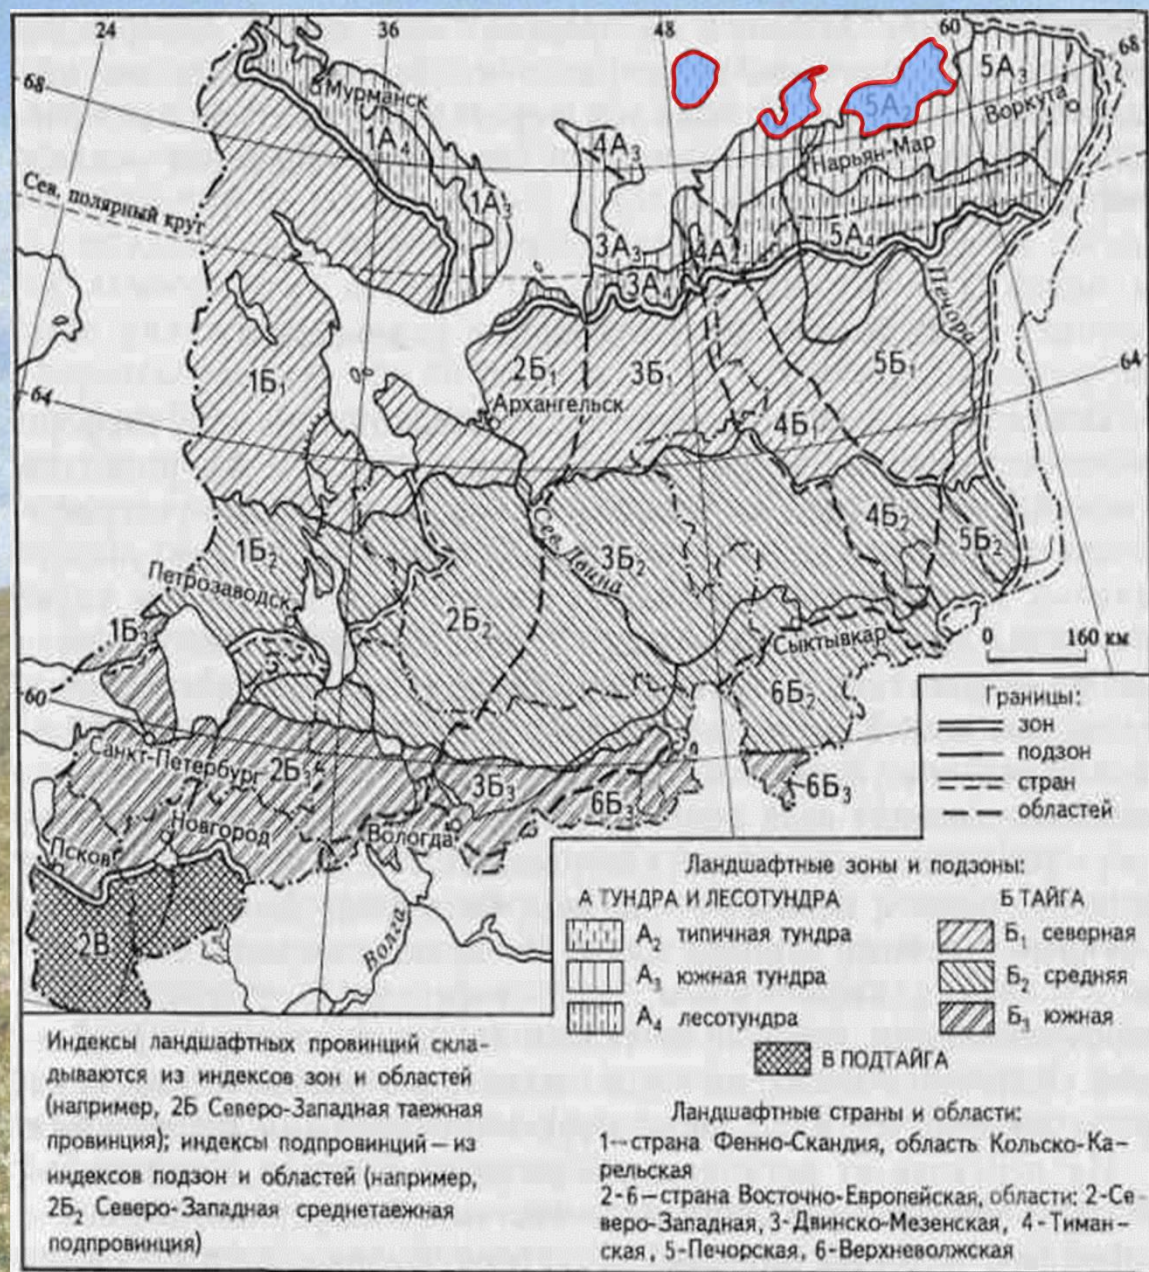 24
36
48
60
68
68
Мурманск
5А₃
Воркута
5А₂
1А₄
4А₃
Нарьян-Мар
Сев. полярный круг
1А₃
3А₃
4А
5А₄
3А₄
Печора
2Б₁
3Б₁
5Б₁
64
1Б₁
64
Архангельск
4Б
1Б₂
Сев. Двина
3Б₂
4Б₂
5Б₂
Петрозаводск
2Б₂
1Б₃
Сыктывкар
0 160 км
60
6Б₂
Санкт-Петербург
2Б₃
3Б₃
6Б₃
6Б₃
Новгород
Вологда
Псков
2В
Волга
Границы:
зон
подзон
стран
областей
Ландшафтные зоны и подзоны:
А ТУНДРА И ЛЕСОТУНДРА
А₂ типичная тундра
А₃ южная тундра
А₄ лесотундра
Б ТАЙГА
Б₁ северная
Б₂ средняя
Б₃ южная
В ПОДТАЙГА
Индексы ландшафтных провинций скла-
дываются из индексов зон и областей
(например, 2Б Северо-Западная таежная
провинция); индексы подпровинций — из
индексов подзон и областей (например,
2Б₂ Северо-Западная среднетаежная
подпровинция)
Ландшафтные страны и области:
1-страна Фенно-Скандия, область Кольско-Ка-
рельская
2-6-страна Восточно-Европейская, области: 2-Се-
веро-Западная, 3-Двинско-Мезенская, 4-Тиман-
ская, 5-Печорская, 6-Верхневолжская